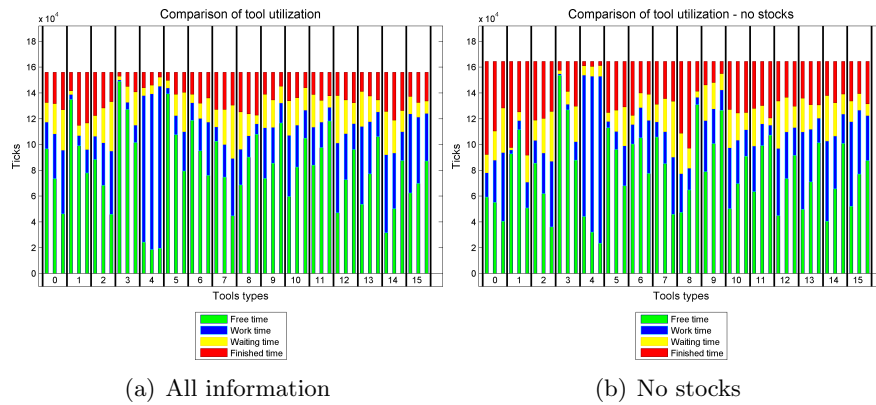 Comparison of tool utilization
x 10⁴
18
16
14
12
10
8
6
4
2
0
Ticks
0 1 2 3 4 5 6 7 8 9 10 11 12 13 14 15
Tools types
Free time
Work time
Waiting time
Finished time
(a) All information
Comparison of tool utilization - no stocks
x 10⁴
18
16
14
12
10
8
6
4
2
0
Ticks
0 1 2 3 4 5 6 7 8 9 10 11 12 13 14 15
Tools types
Free time
Work time
Waiting time
Finished time
(b) No stocks